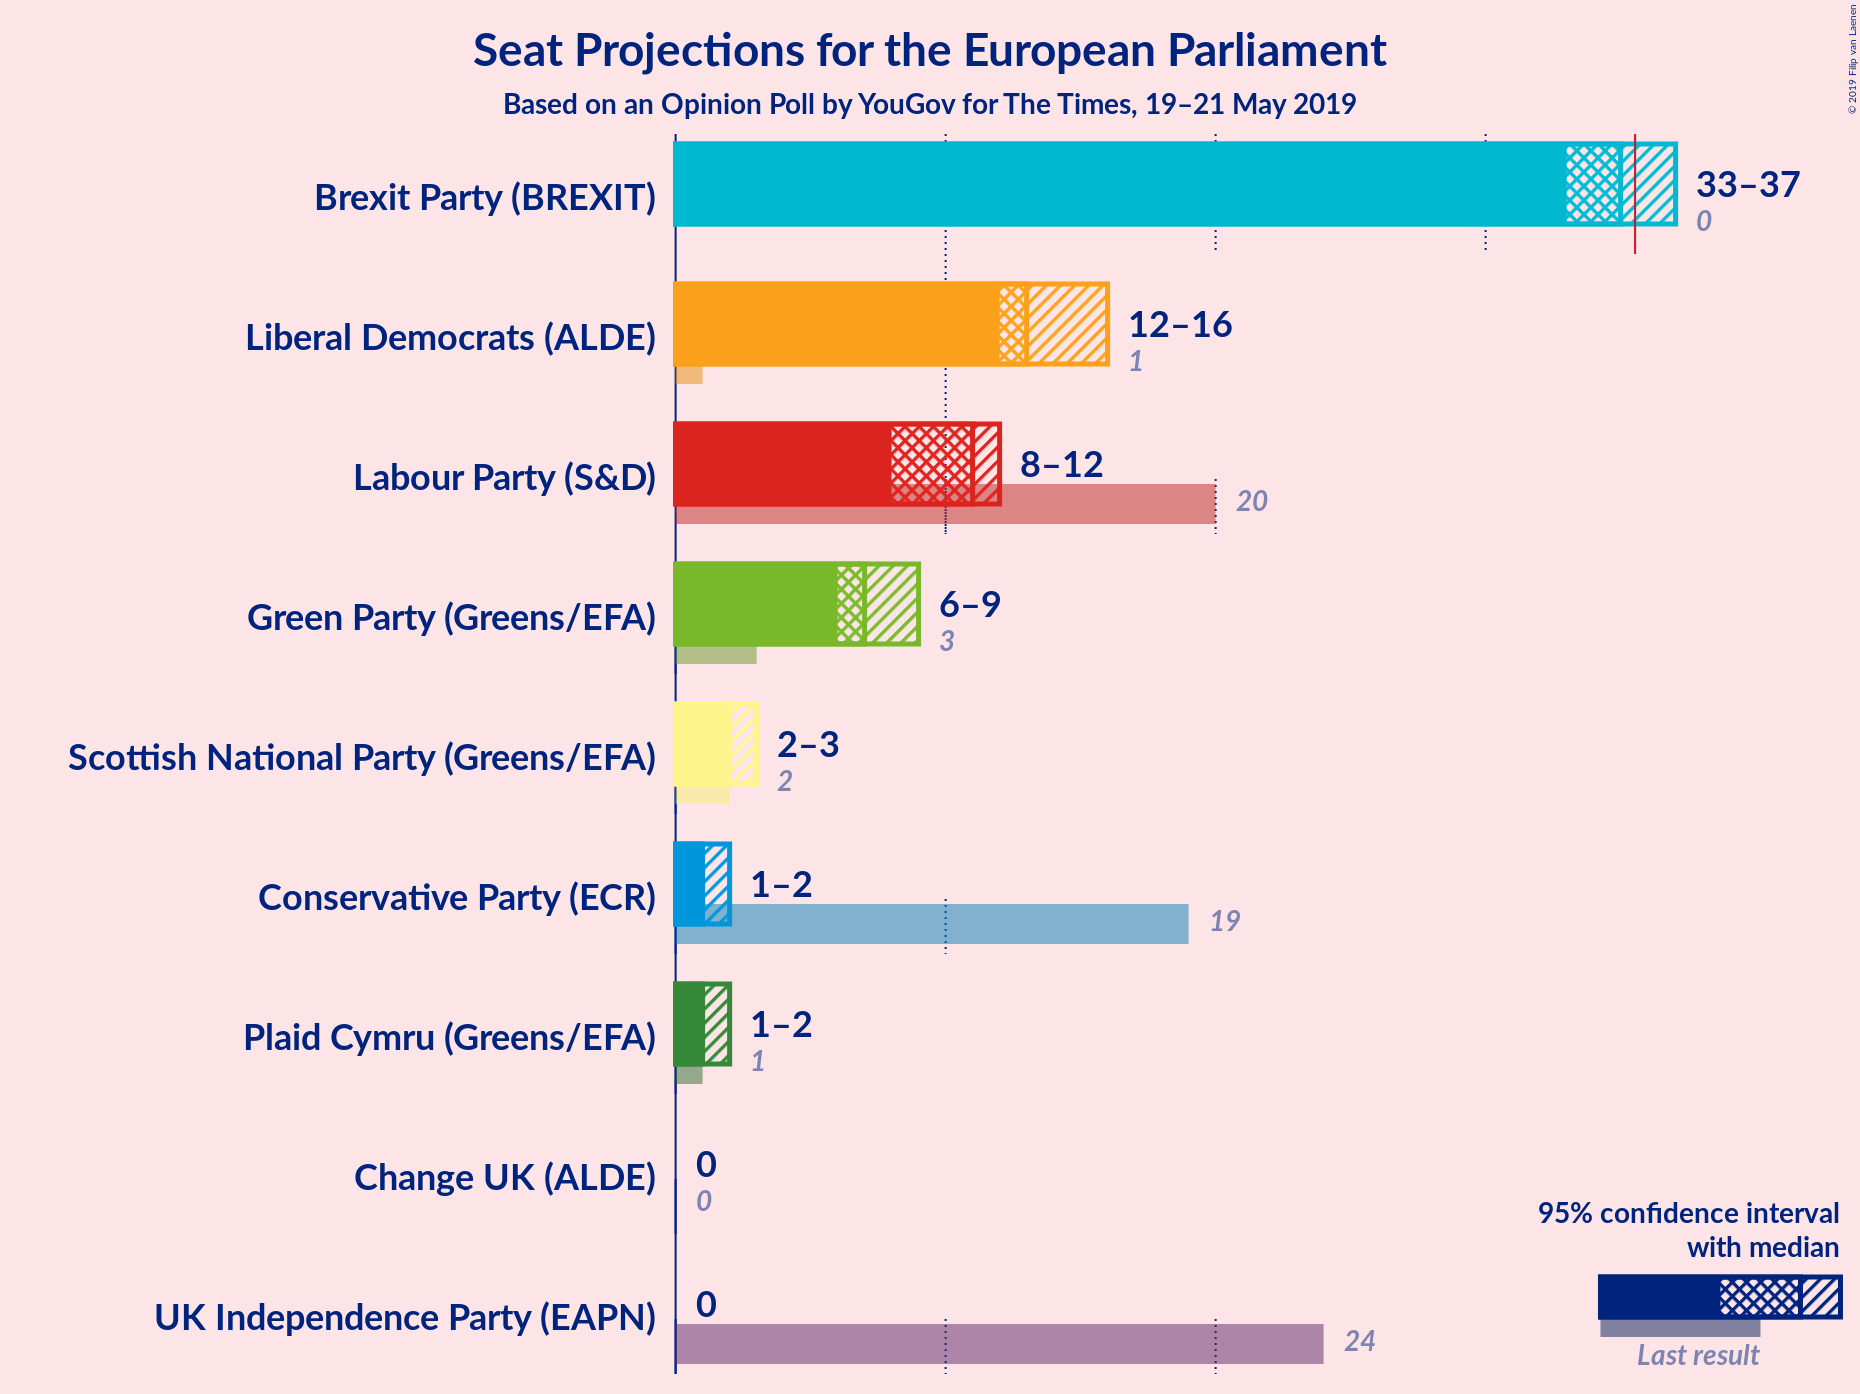 Seat Projections for the European Parliament
Based on an Opinion Poll by YouGov for The Times, 19–21 May 2019
© 2019 Filip van Laenen
Brexit Party (BREXIT)
33–37
0
Liberal Democrats (ALDE)
12–16
1
Labour Party (S&D)
8–12
20
Green Party (Greens/EFA)
6–9
3
Scottish National Party (Greens/EFA)
2–3
2
Conservative Party (ECR)
1–2
19
Plaid Cymru (Greens/EFA)
1–2
1
Change UK (ALDE)
0
0
UK Independence Party (EAPN)
0
24
95% confidence interval
with median
Last result